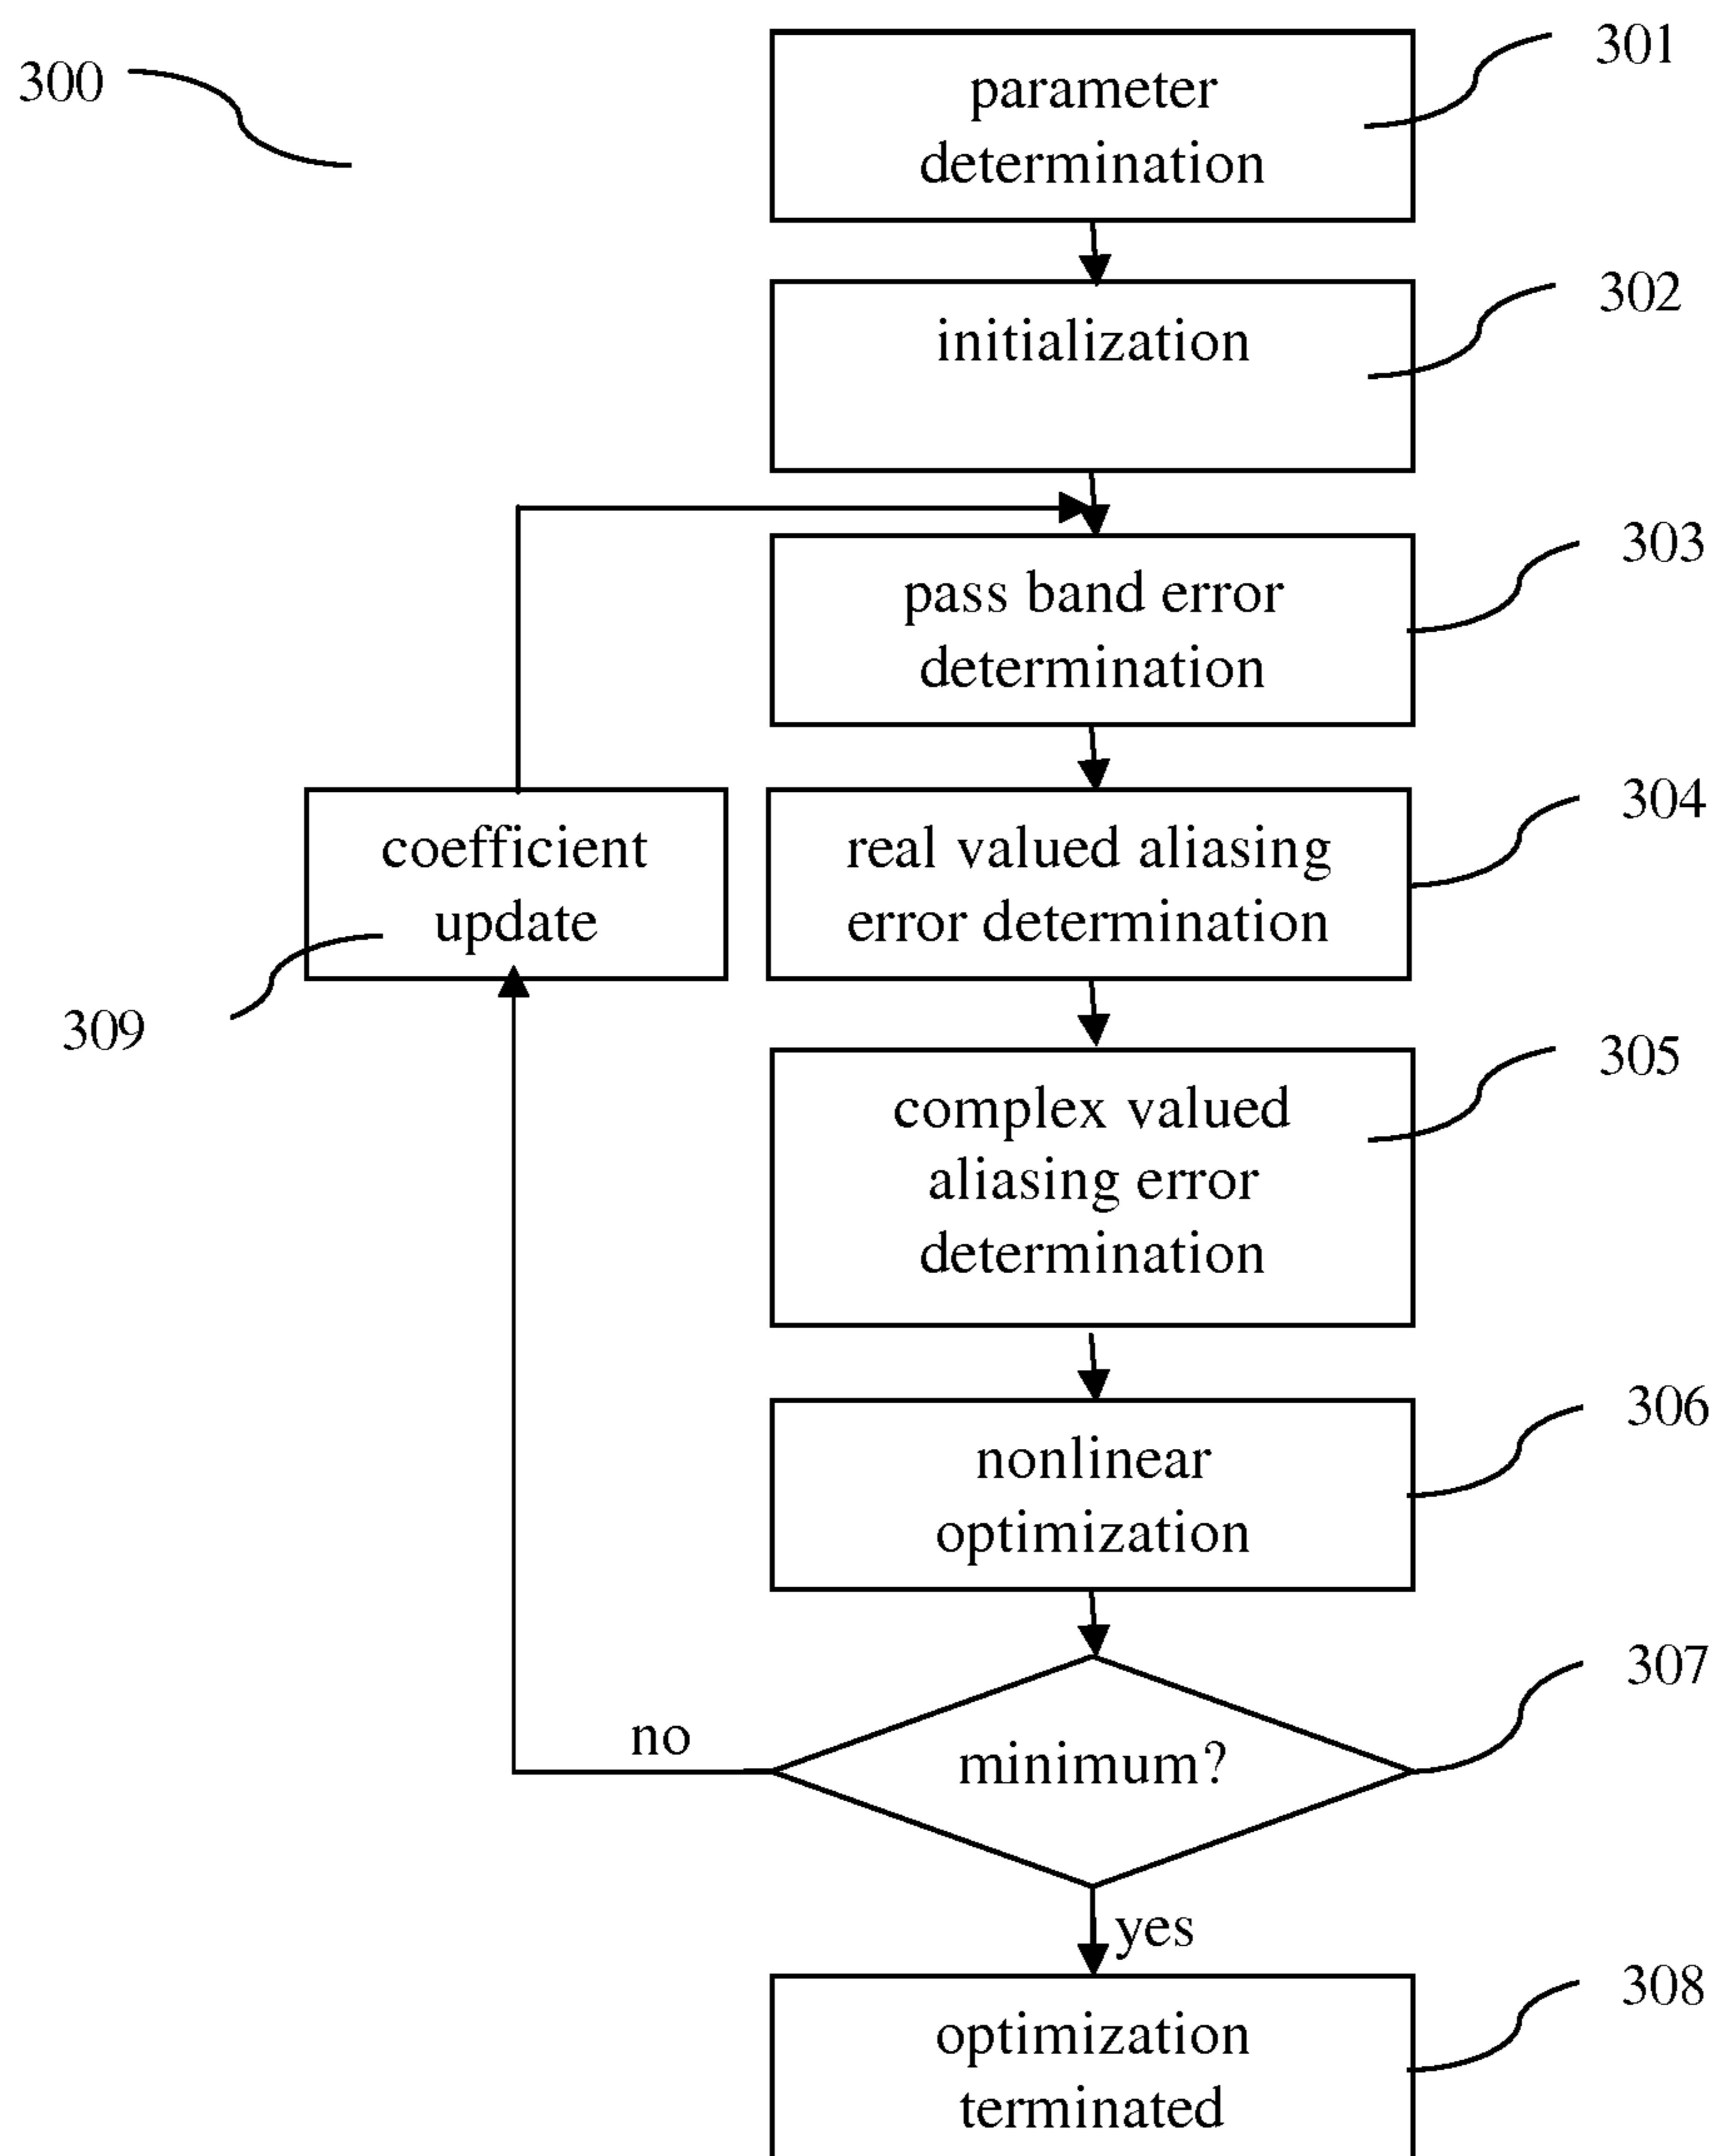 300
301
parameter
determination
302
initialization
303
pass band error
determination
304
coefficient
update
real valued aliasing
error determination
309
305
complex valued
aliasing error
determination
306
nonlinear
optimization
307
no
minimum?
yes
308
optimization
terminated